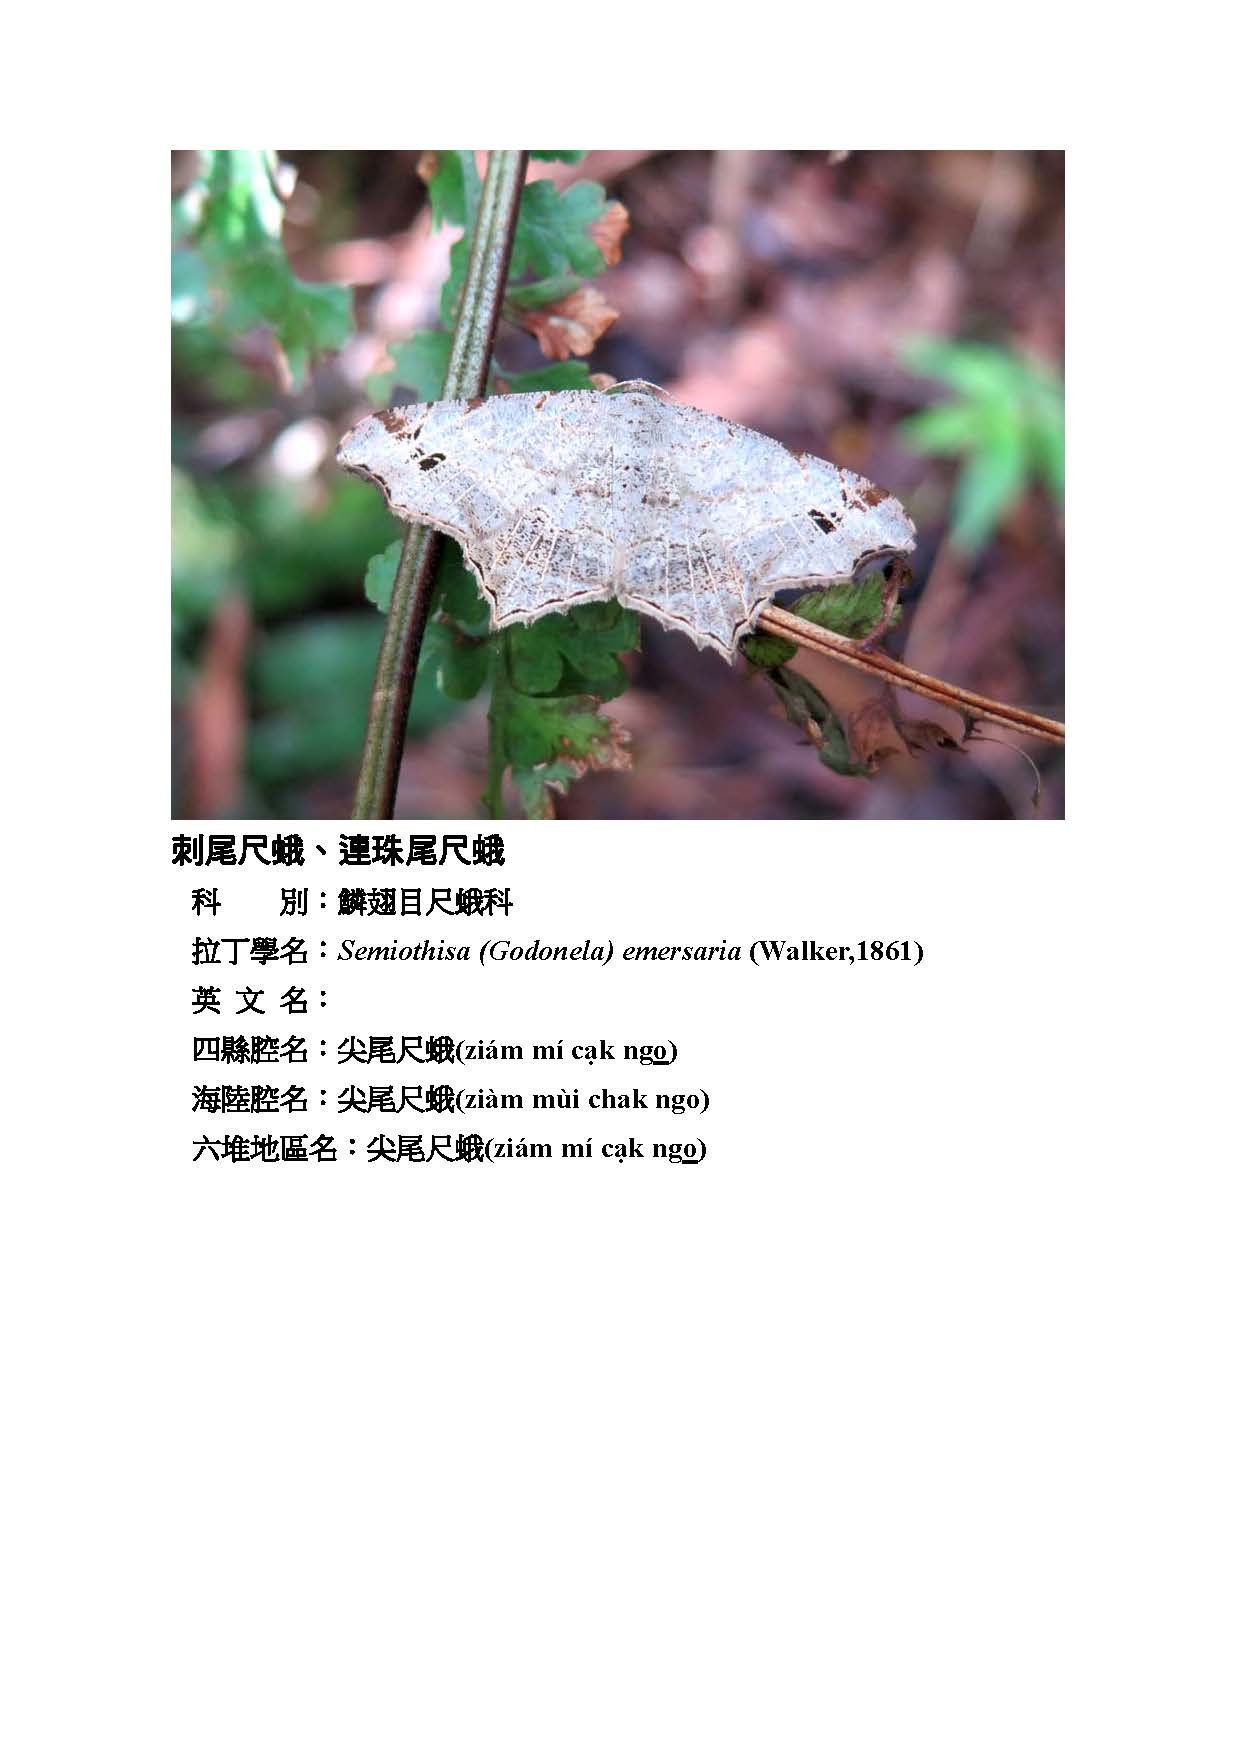 刺尾尺蛾、連珠尾尺蛾
科　　別：鱗翅目尺蛾科
拉丁學名：Semiothisa (Godonela) emersaria (Walker,1861)
英 文 名：
四縣腔名：尖尾尺蛾(ziám mí cạk ngo)
海陸腔名：尖尾尺蛾(ziàm mùi chak ngo)
六堆地區名：尖尾尺蛾(ziám mí cạk ngo)